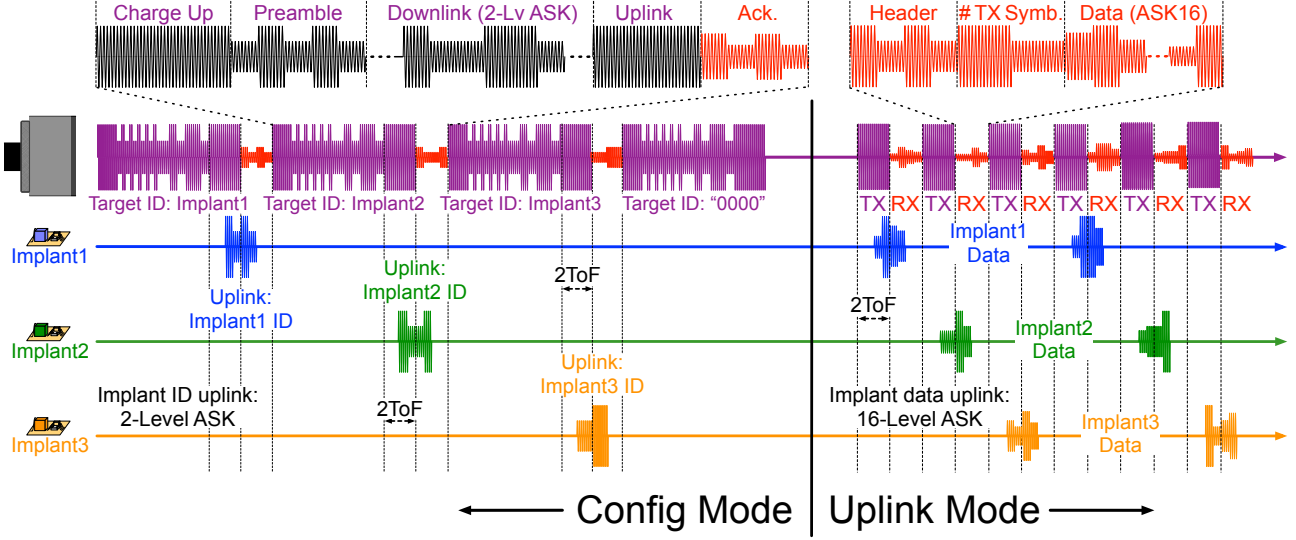 Charge Up Preamble Downlink (2-Lv ASK) Uplink Ack. Header # TX Symb. Data (ASK16)
Target ID: Implant1 Target ID: Implant2 Target ID: Implant3 Target ID: “0000”
TX RX TX RX TX RX TX RX TX RX TX RX
Implant1
Uplink:
Implant1 ID
Uplink:
Implant2 ID
2ToF
Implant1
Data
2ToF
Implant2
Uplink:
Implant3 ID
Implant2
Data
Implant ID uplink:
2-Level ASK
2ToF
Implant data uplink:
16-Level ASK
Implant3
Implant3
Data
Config Mode
Uplink Mode